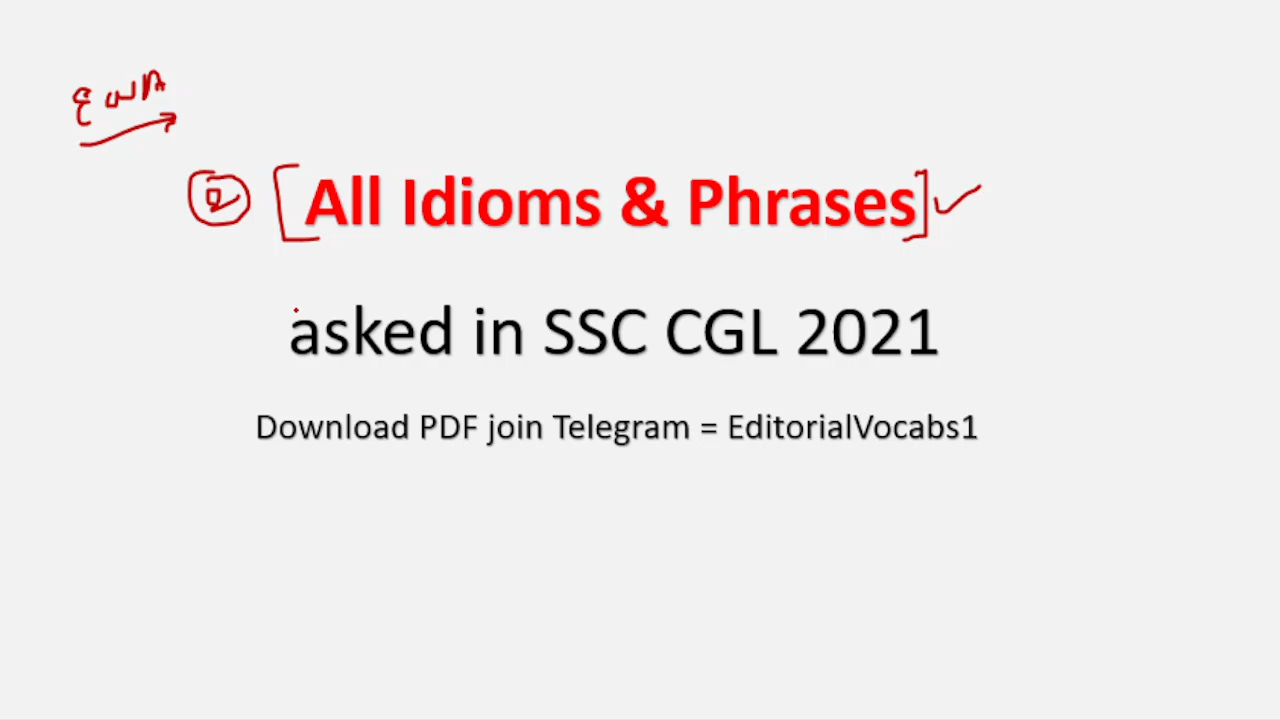 All Idioms & Phrases
asked in SSC CGL 2021
Download PDF join Telegram = EditorialVocabs1